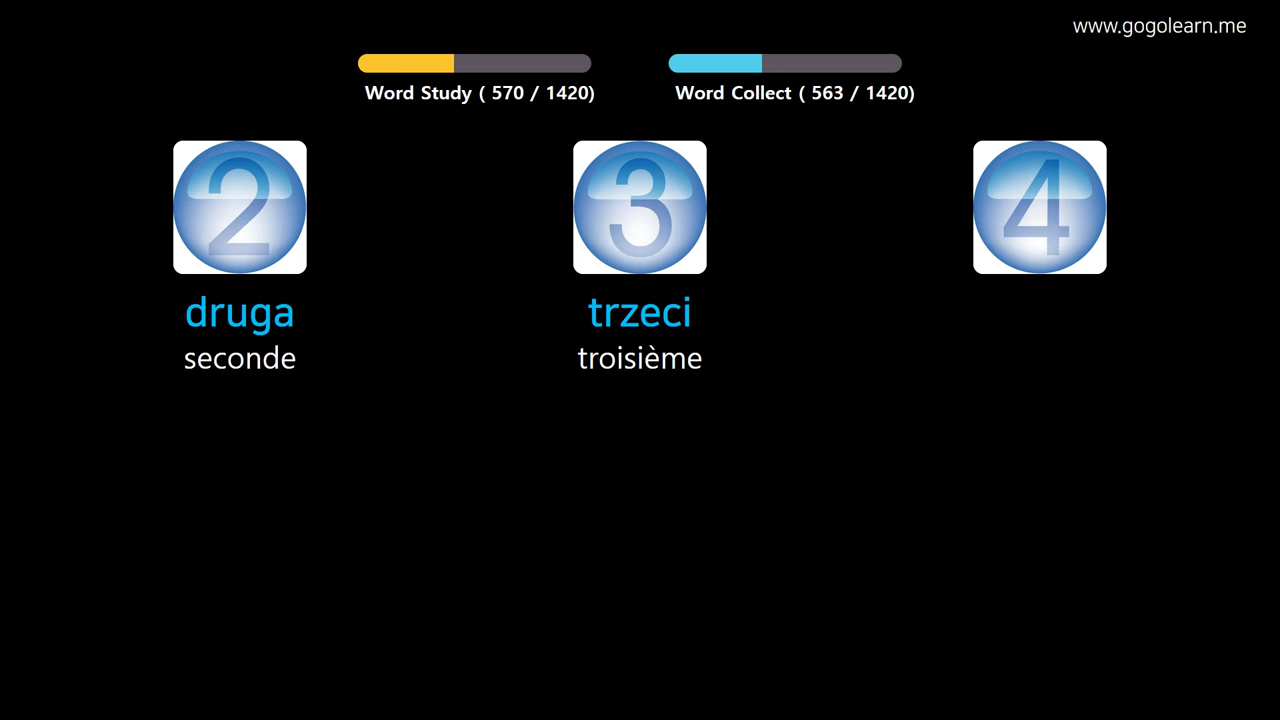 www.gogolearn.me
Word Study ( 570 / 1420)
Word Collect ( 563 / 1420)
2
3
4
druga
trzeci
seconde
troisième